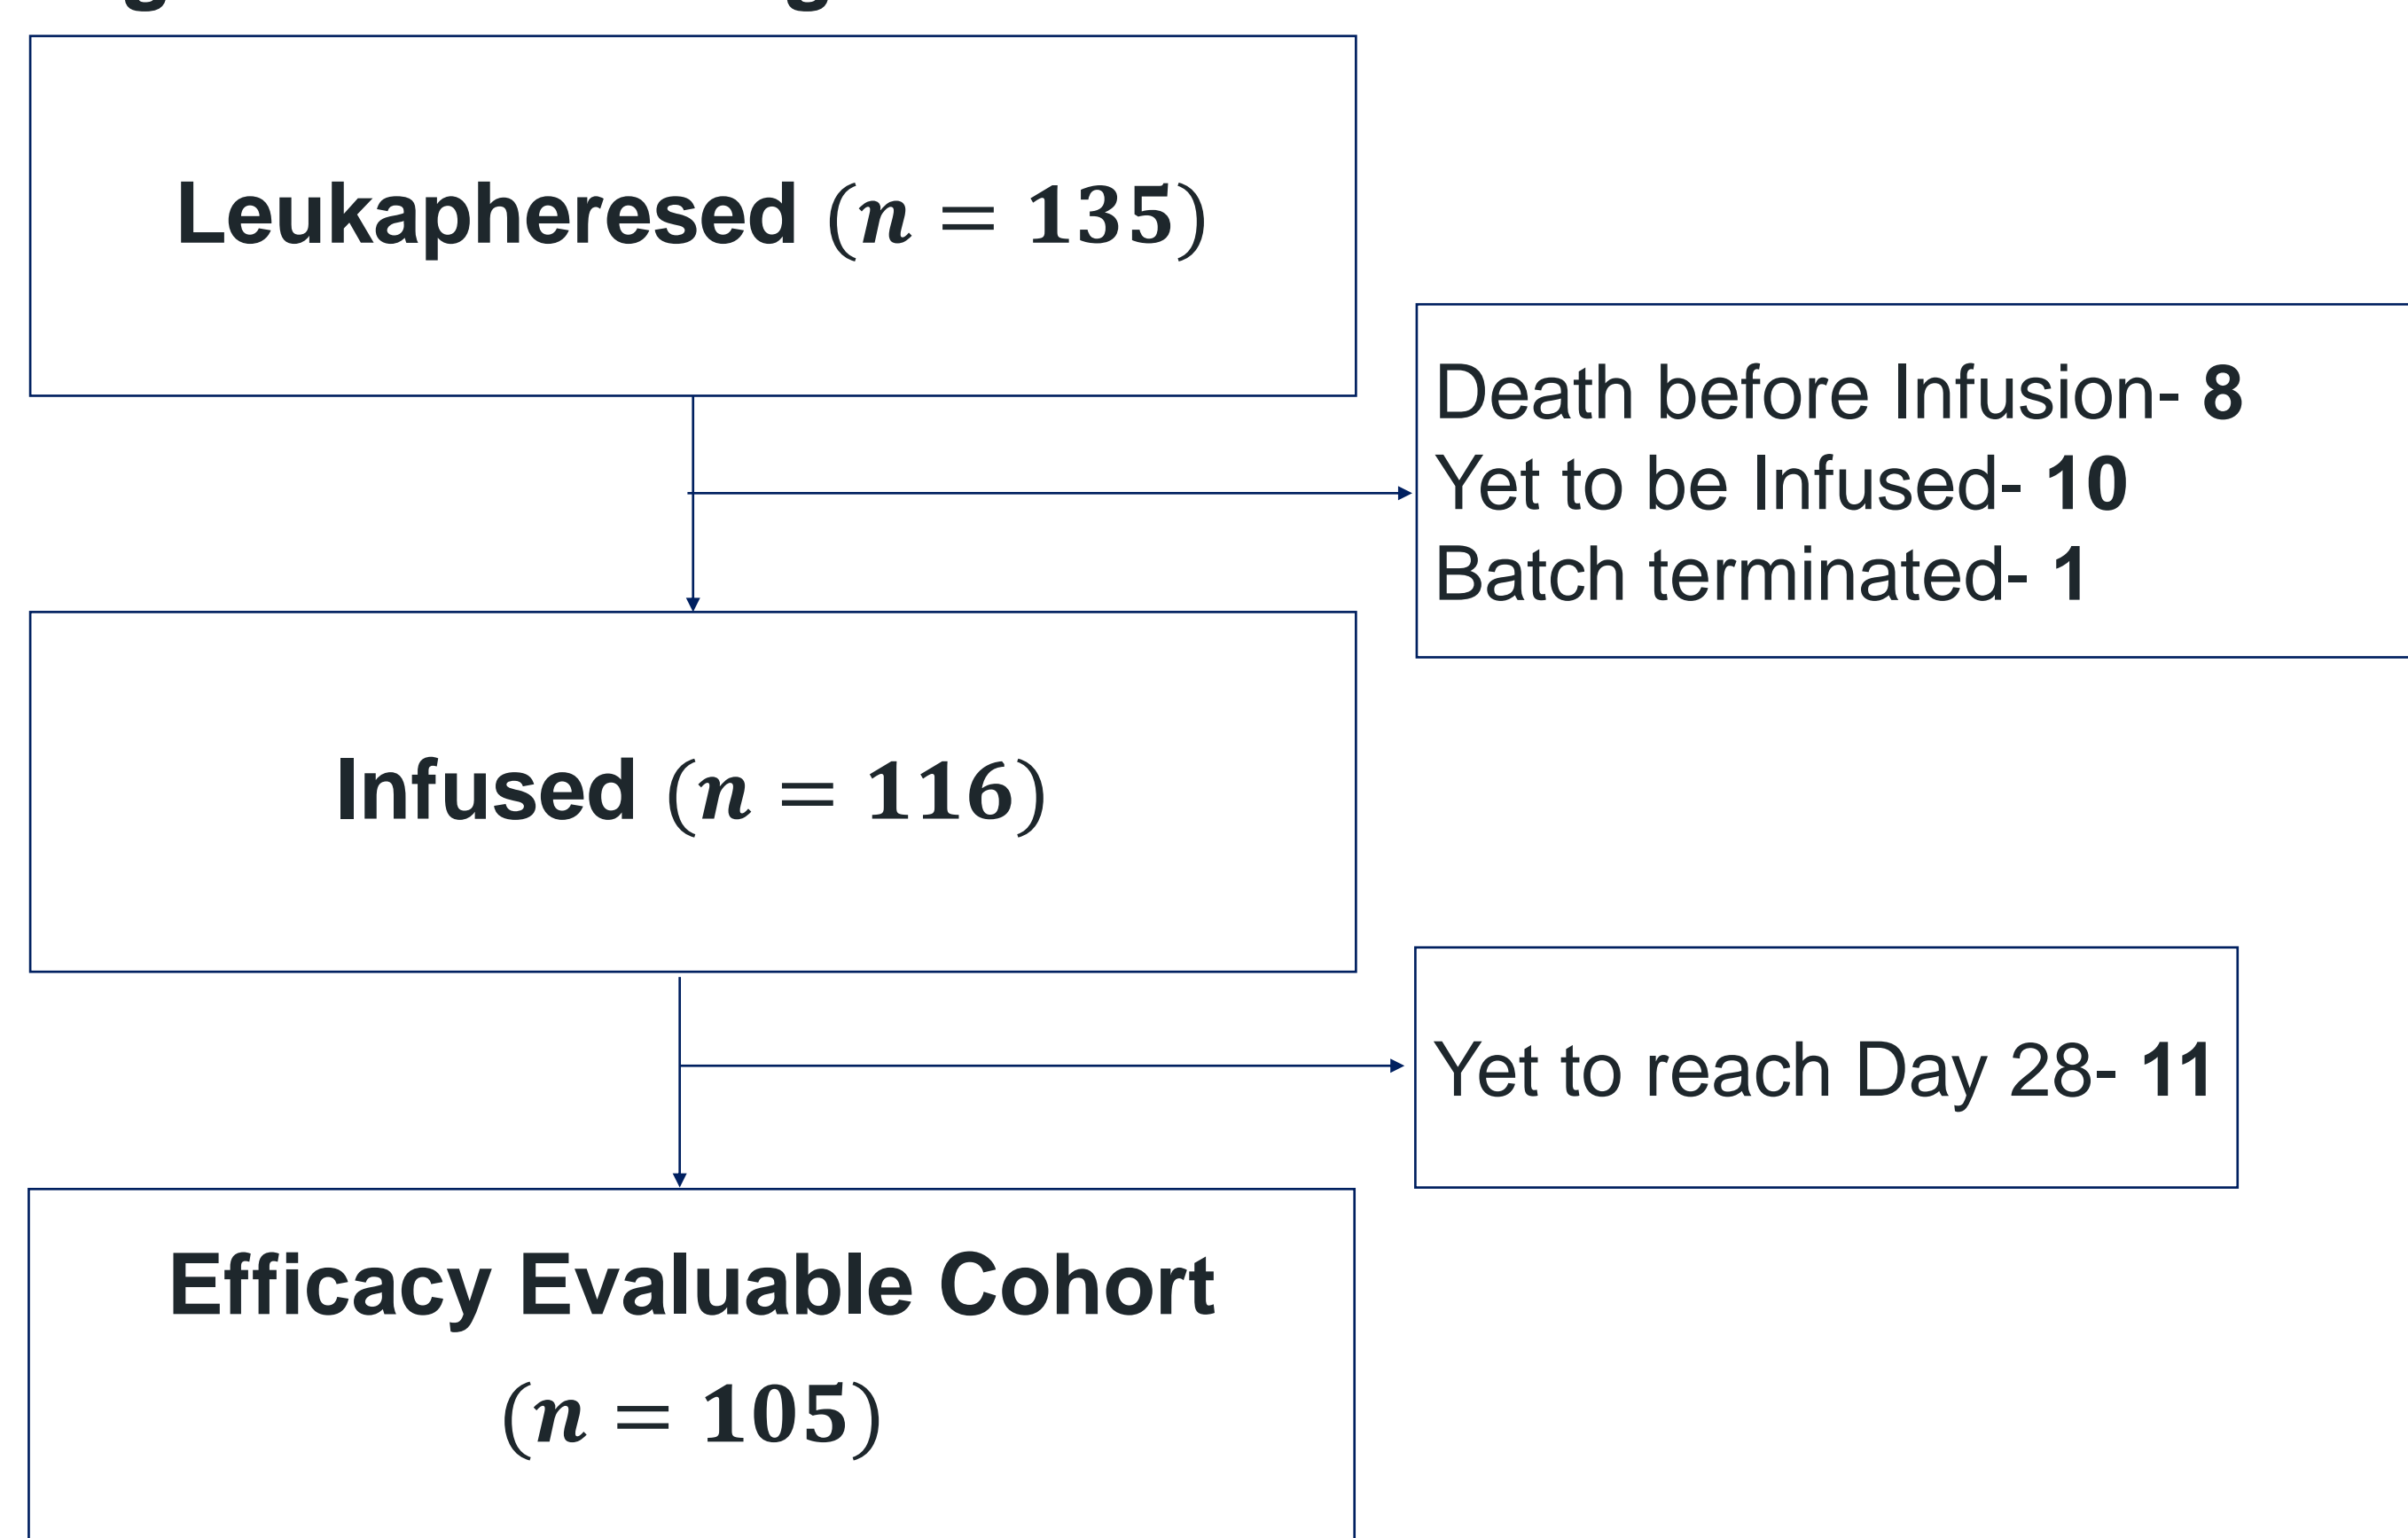 Leukapheresed (n = 135)
Death before Infusion- 8
Yet to be Infused- 10
Batch terminated- 1
Infused (n = 116)
Yet to reach Day 28- 11
Efficacy Evaluable Cohort
(n = 105)